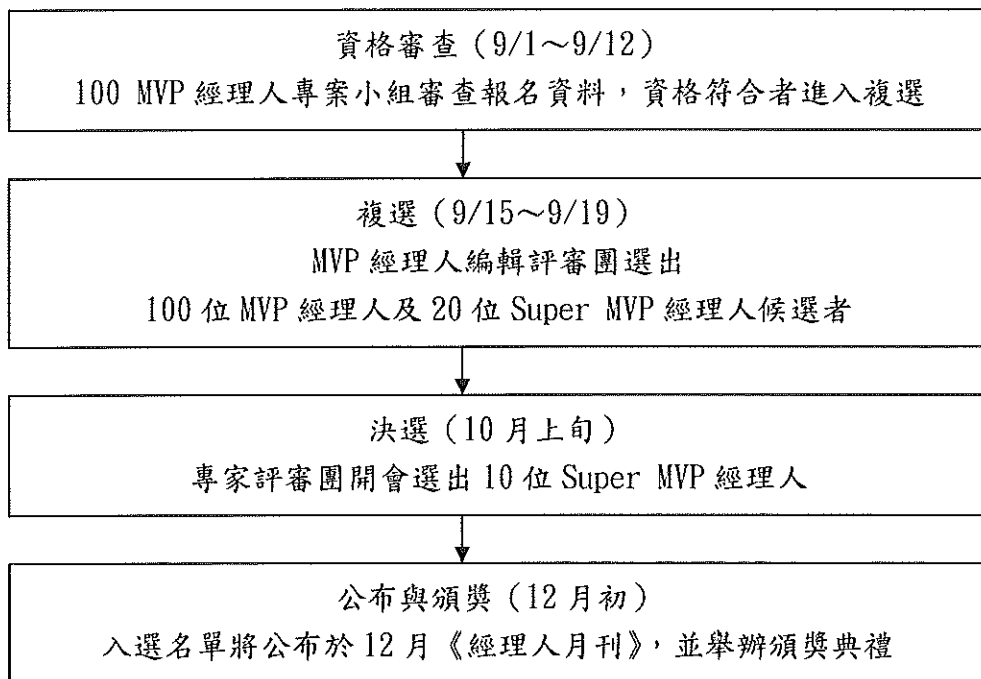 資格審查 (9/1～9/12)
100 MVP 經理人專案小組審查報名資料，資格符合者進入複選
複選 (9/15～9/19)
MVP 經理人編輯評審團選出
100 位 MVP 經理人及 20 位 Super MVP 經理人候選者
決選 (10 月上旬)
專家評審團開會選出 10 位 Super MVP 經理人
公布與頒獎 (12 月初)
入選名單將公布於 12 月《經理人月刊》，並舉辦頒獎典禮